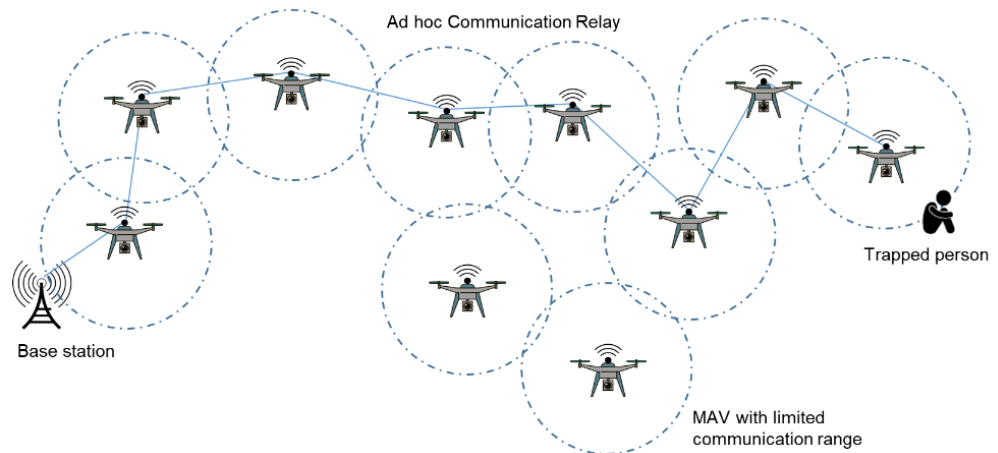 Ad hoc Communication Relay
Trapped person
Base station
MAV with limited
communication range